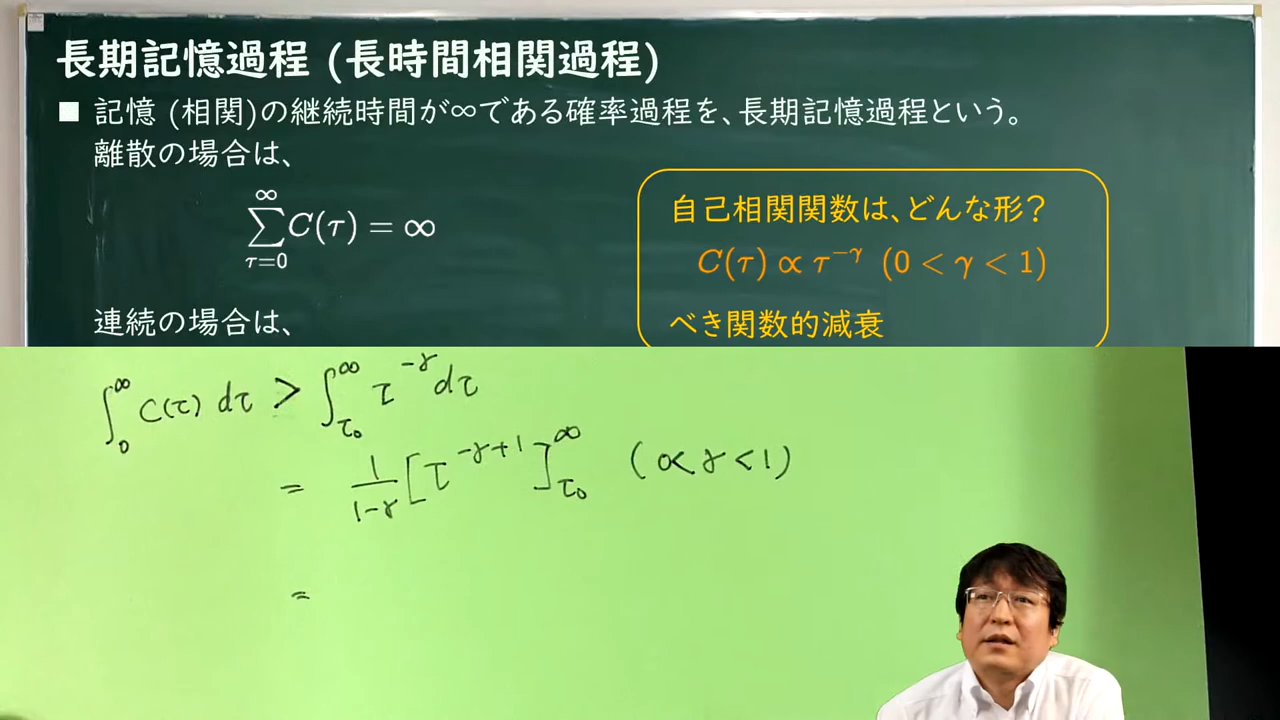 長期記憶過程 (長時間相関過程)
■ 記憶 (相関)の継続時間が∞である確率過程を、長期記憶過程という。
離散の場合は、
∞
∑C(τ) = ∞
τ=0
自己相関関数は、どんな形?
C(τ) ∝ τ^−γ (0 < γ < 1)
べき関数的減衰
連続の場合は、
∫_0^∞ C(τ) dτ > ∫_τ0^∞ τ^−γ dτ
= 1/(1−γ) [τ^−γ+1]_τ0^∞ (0<γ<1)
=